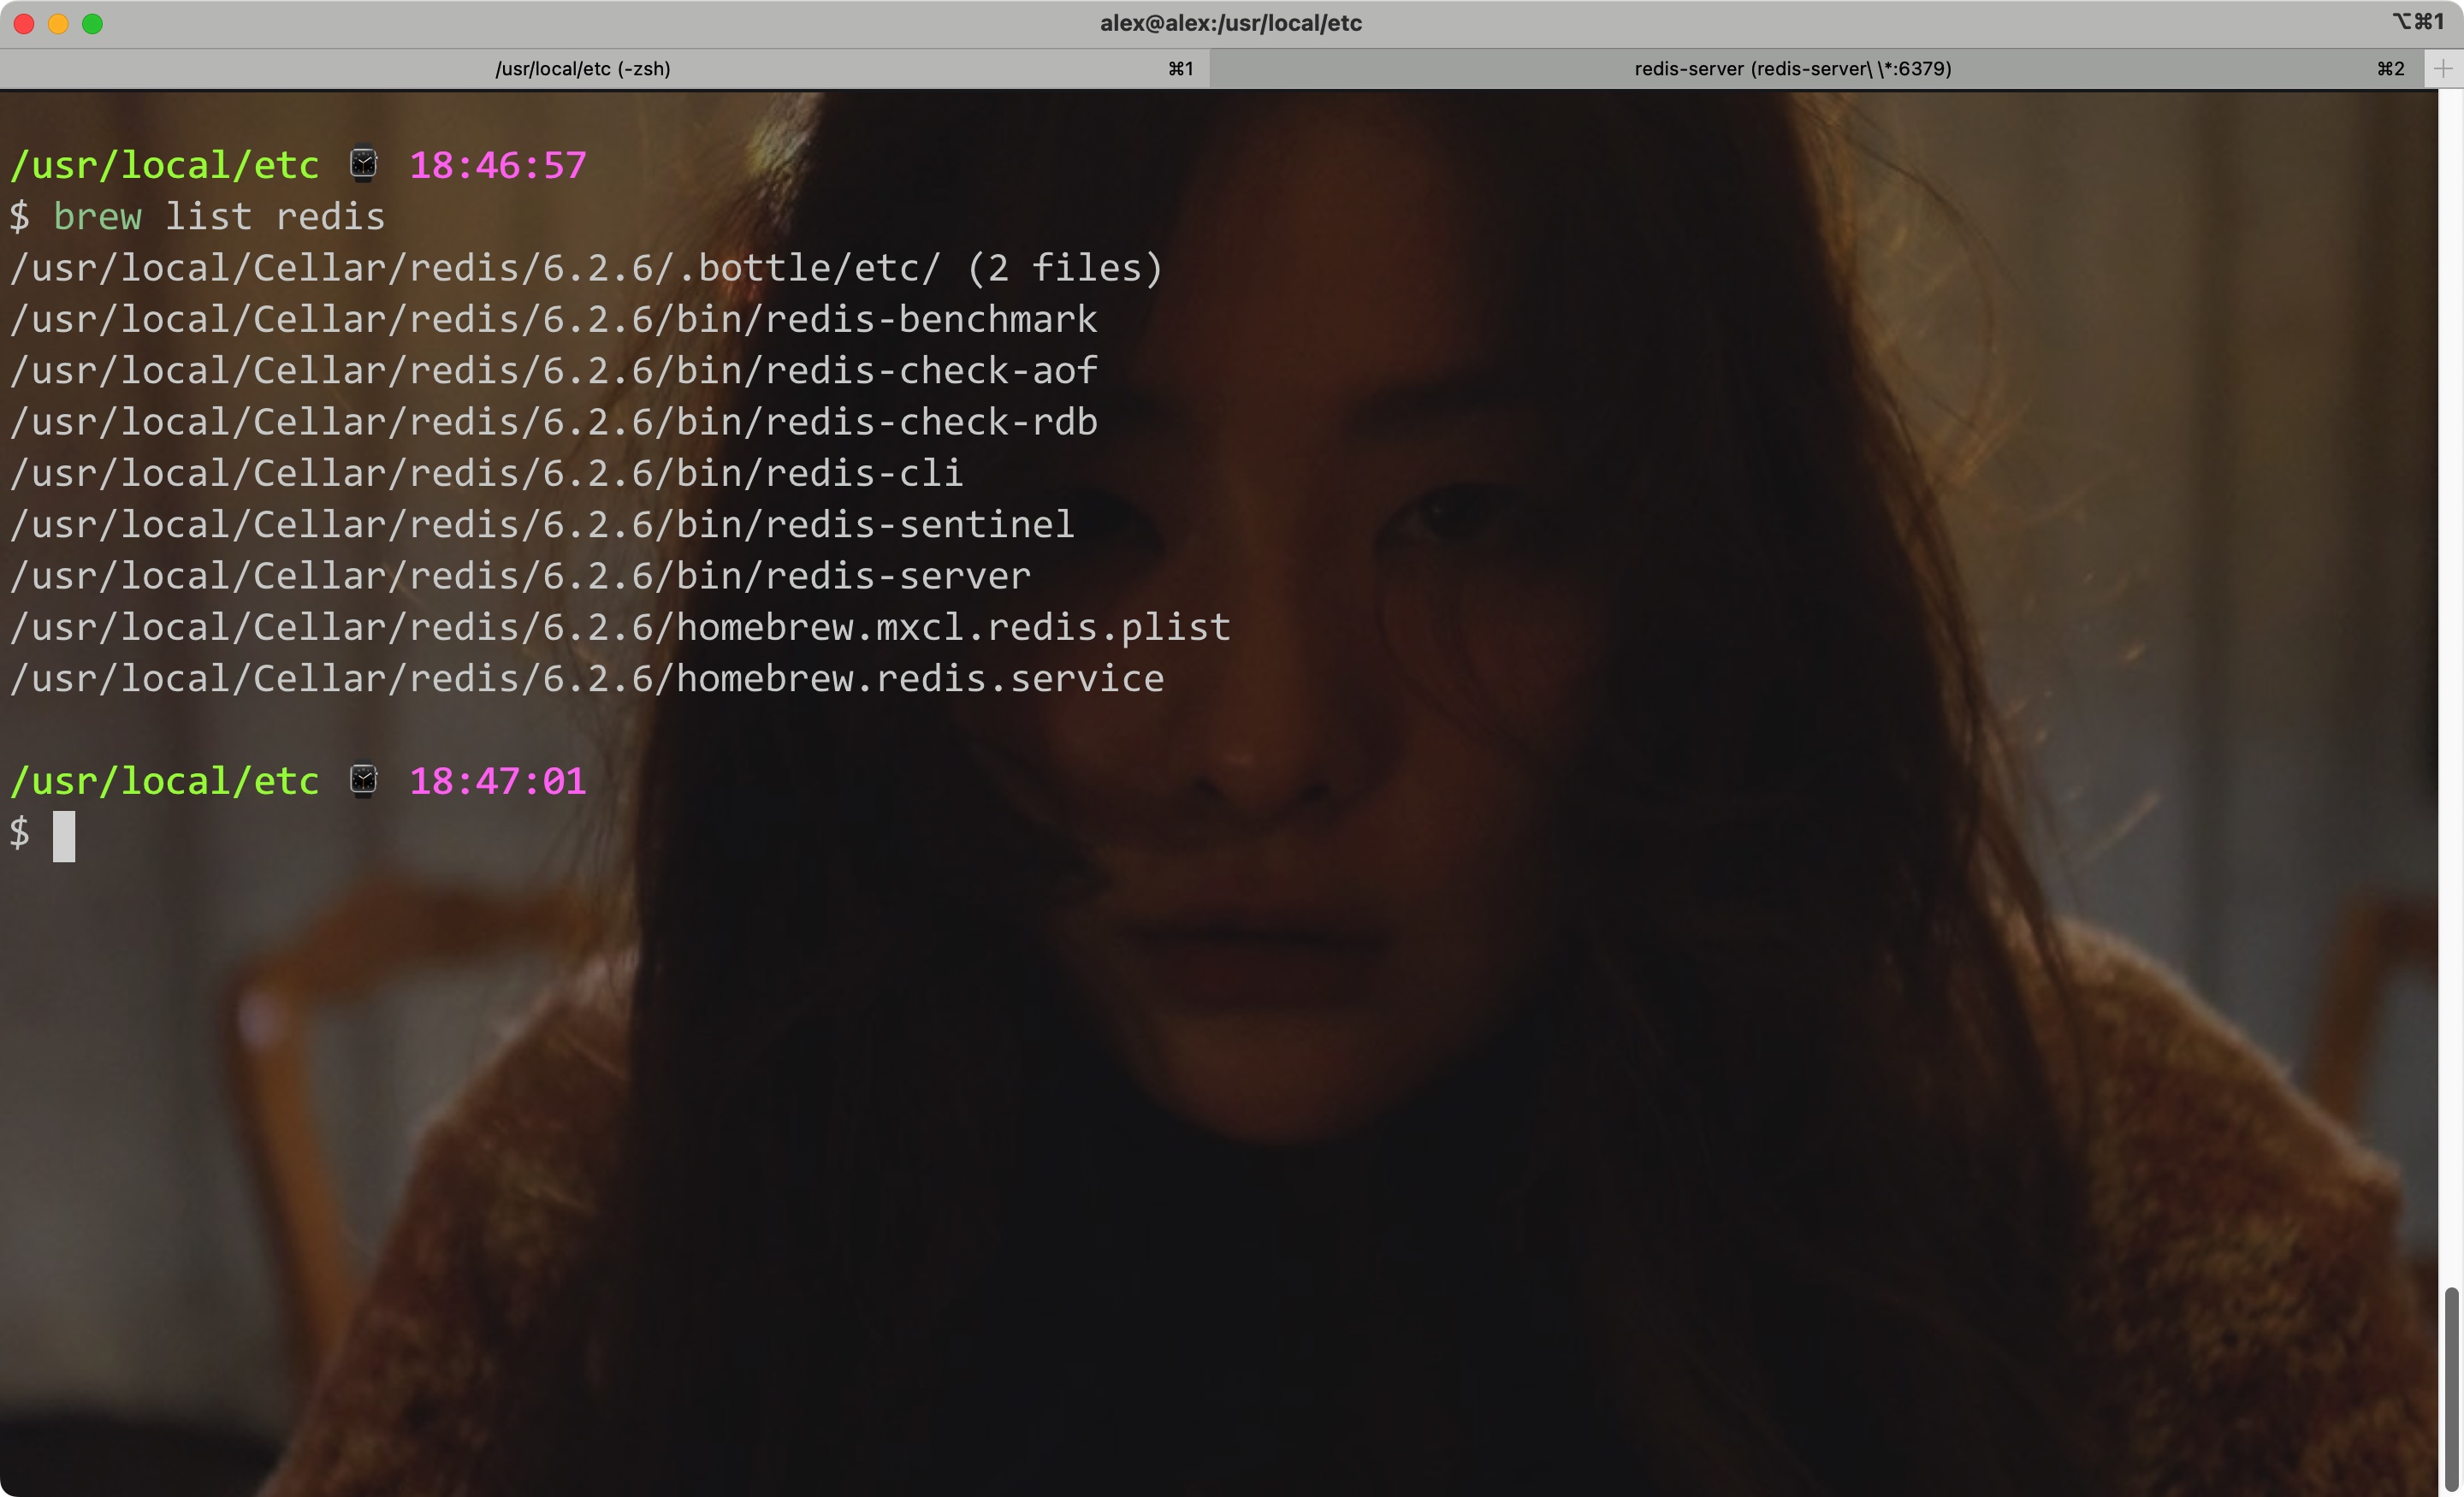 alex@alex:/usr/local/etc
⌥⌘1
/usr/local/etc (-zsh) ⌘1
redis-server (redis-server\ \*:6379) ⌘2
/usr/local/etc ⌚ 18:46:57
$ brew list redis
/usr/local/Cellar/redis/6.2.6/.bottle/etc/ (2 files)
/usr/local/Cellar/redis/6.2.6/bin/redis-benchmark
/usr/local/Cellar/redis/6.2.6/bin/redis-check-aof
/usr/local/Cellar/redis/6.2.6/bin/redis-check-rdb
/usr/local/Cellar/redis/6.2.6/bin/redis-cli
/usr/local/Cellar/redis/6.2.6/bin/redis-sentinel
/usr/local/Cellar/redis/6.2.6/bin/redis-server
/usr/local/Cellar/redis/6.2.6/homebrew.mxcl.redis.plist
/usr/local/Cellar/redis/6.2.6/homebrew.redis.service
/usr/local/etc ⌚ 18:47:01
$